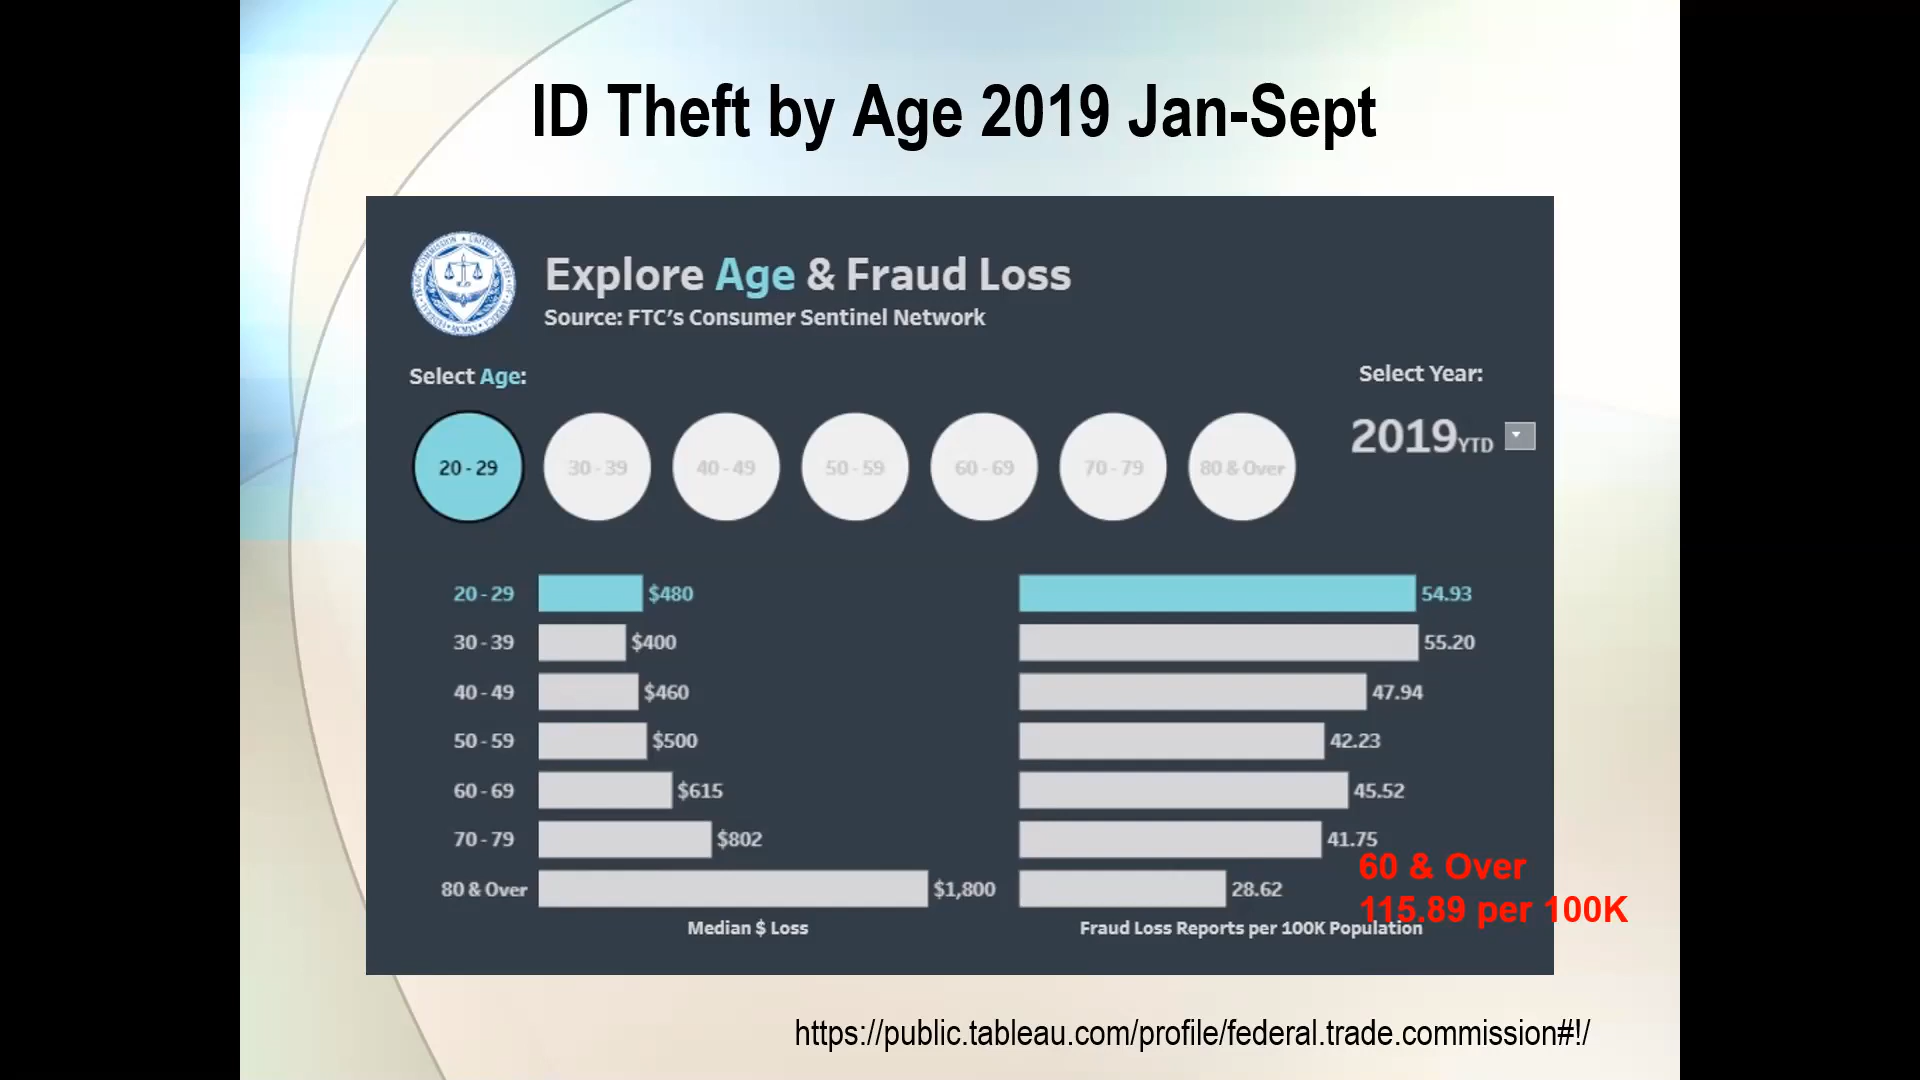 ID Theft by Age 2019 Jan-Sept
Explore Age & Fraud Loss
Source: FTC's Consumer Sentinel Network
Select Age:
Select Year:
2019YTD
20 - 29
30 - 39
40 - 49
50 - 59
60 - 69
70 - 79
80 & Over
20 - 29 $480 54.93
30 - 39 $400 55.20
40 - 49 $460 47.94
50 - 59 $500 42.23
60 - 69 $615 45.52
70 - 79 $802 41.75
80 & Over $1,800 28.62
60 & Over
115.89 per 100K
Median $ Loss
Fraud Loss Reports per 100K Population
https://public.tableau.com/profile/federal.trade.commission#!/